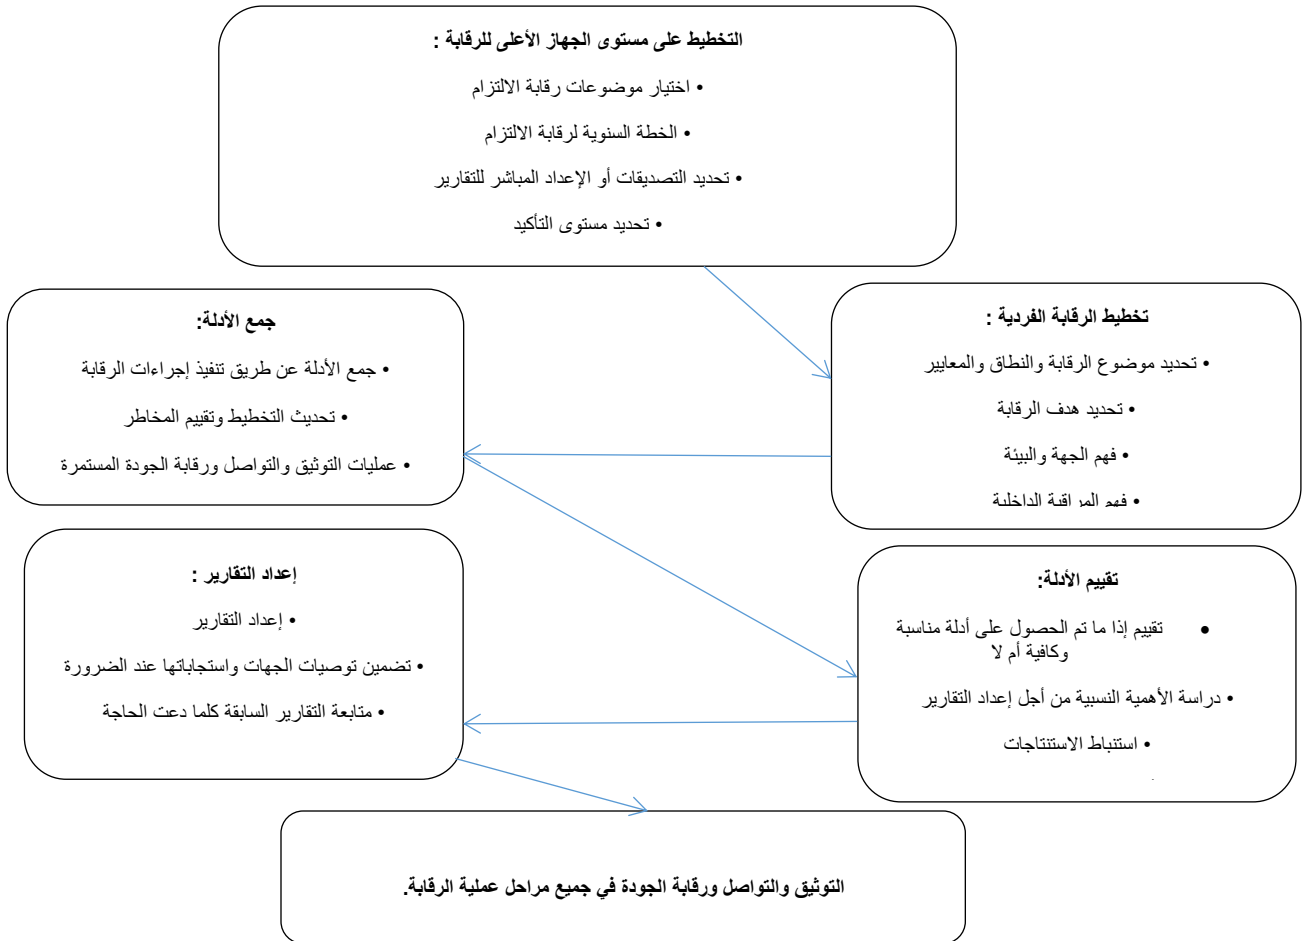 التخطيط على مستوى الجهاز الأعلى للرقابة :
• اختيار موضوعات رقابة الالتزام
• الخطة السنوية لرقابة الالتزام
• تحديد التصديقات أو الإعداد المباشر للتقارير
• تحديد مستوى التأكيد
تخطيط الرقابة الفردية :
• تحديد موضوع الرقابة والنطاق والمعايير
• تحديد هدف الرقابة
• فهم الجهة والبيئة
• فهم المراقبة الداخلية
جمع الأدلة:
• جمع الأدلة عن طريق تنفيذ إجراءات الرقابة
• تحديث التخطيط وتقييم المخاطر
• عمليات التوثيق والتواصل ورقابة الجودة المستمرة
تقييم الأدلة:
• تقييم إذا ما تم الحصول على أدلة مناسبة
وكافية أم لا
• دراسة الأهمية النسبية من أجل إعداد التقارير
• استنباط الاستنتاجات
إعداد التقارير :
• إعداد التقارير
• تضمين توصيات الجهات واستجاباتها عند الضرورة
• متابعة التقارير السابقة كلما دعت الحاجة
التوثيق والتواصل ورقابة الجودة في جميع مراحل عملية الرقابة.